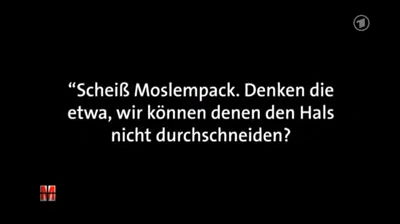 “Scheiß Moslempack. Denken die
etwa, wir können denen den Hals
nicht durchschneiden?